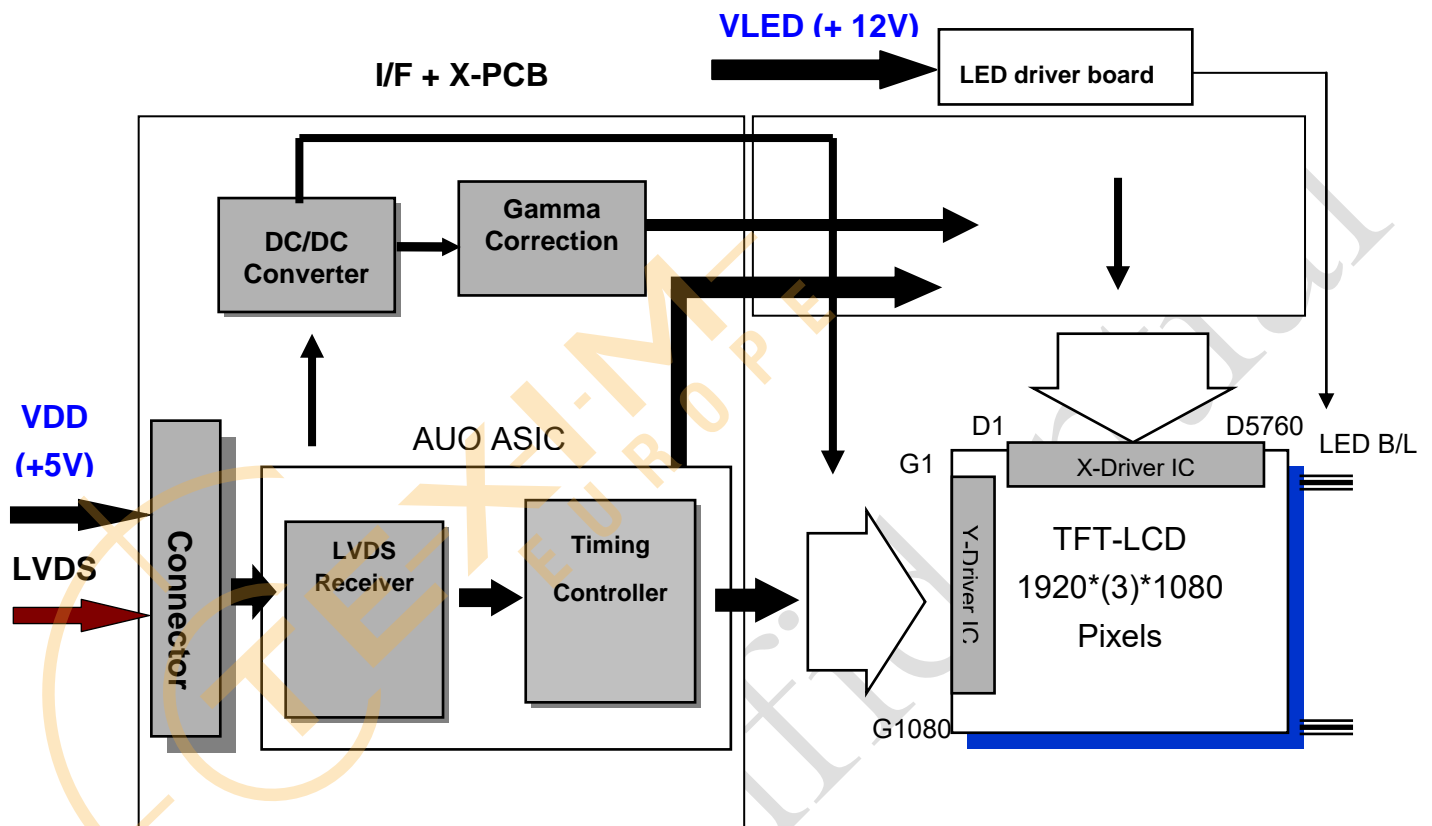 VLED (+ 12V)
I/F + X-PCB
LED driver board
DC/DC
Converter
Gamma
Correction
VDD
(+5V)
LVDS
Connector
AUO ASIC
LVDS
Receiver
Timing
Controller
D1
D5760
LED B/L
G1
X-Driver IC
Y-Driver IC
TFT-LCD
1920*(3)*1080
Pixels
G1080
TEXIM
EUROPE